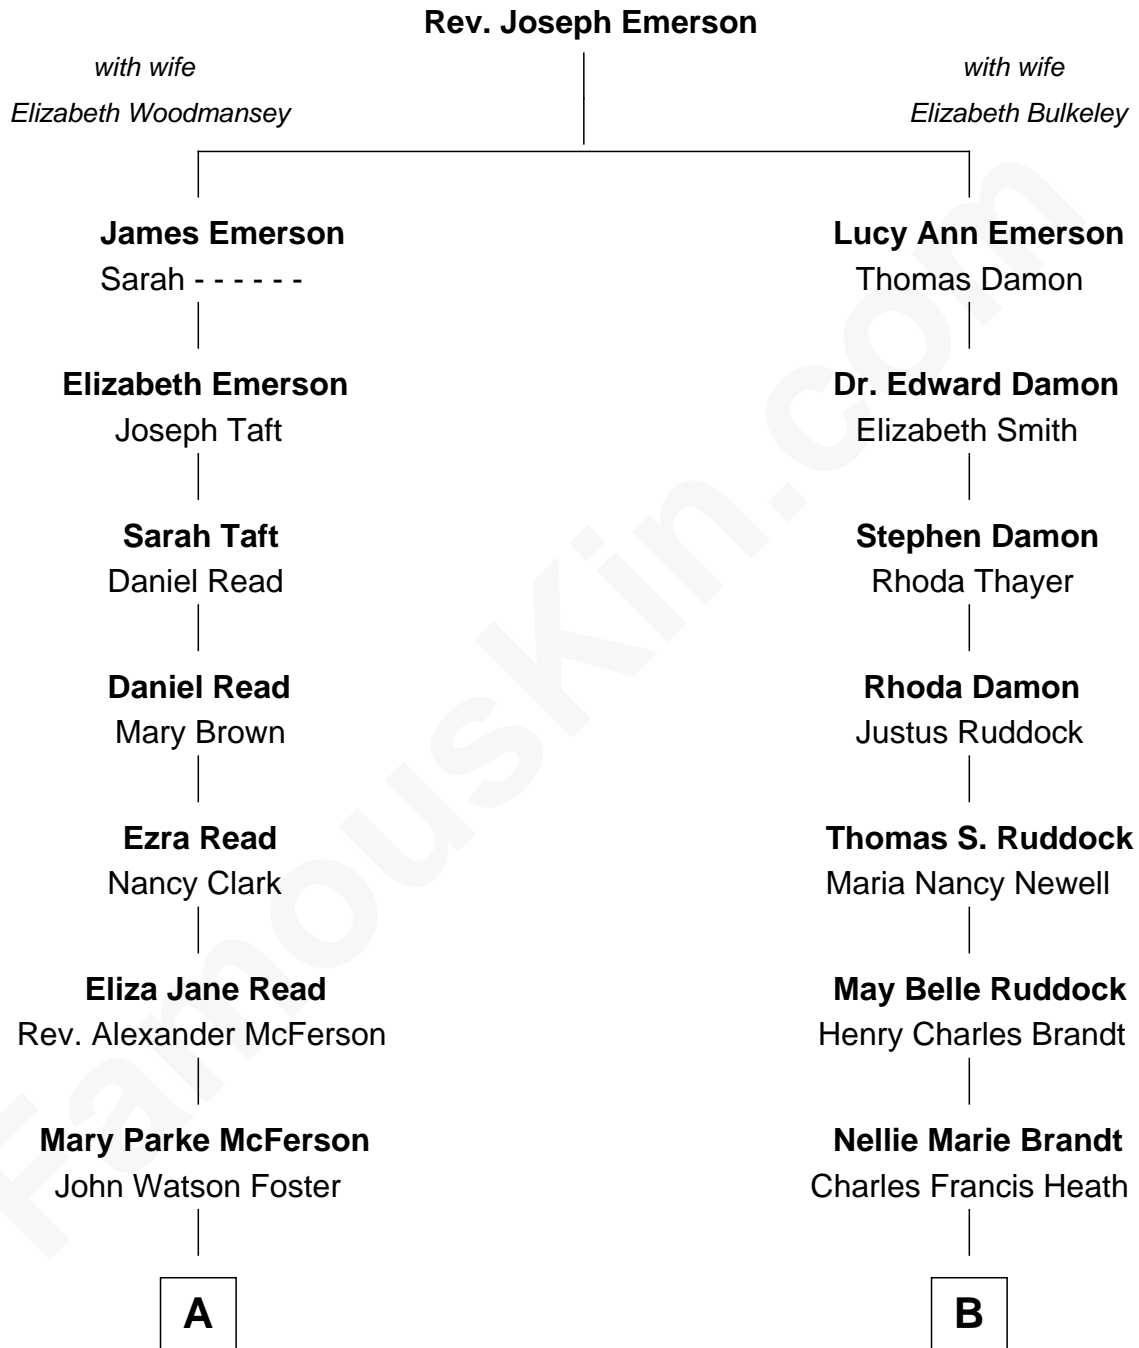 Rev. Joseph Emerson
with wife
Elizabeth Woodmansey
with wife
Elizabeth Bulkeley
James Emerson
Sarah - - - - - -
Lucy Ann Emerson
Thomas Damon
Elizabeth Emerson
Joseph Taft
Dr. Edward Damon
Elizabeth Smith
Sarah Taft
Daniel Read
Stephen Damon
Rhoda Thayer
Daniel Read
Mary Brown
Rhoda Damon
Justus Ruddock
Ezra Read
Nancy Clark
Thomas S. Ruddock
Maria Nancy Newell
Eliza Jane Read
Rev. Alexander McFerson
May Belle Ruddock
Henry Charles Brandt
Mary Parke McFerson
John Watson Foster
Nellie Marie Brandt
Charles Francis Heath
A
B
FamousKin.com